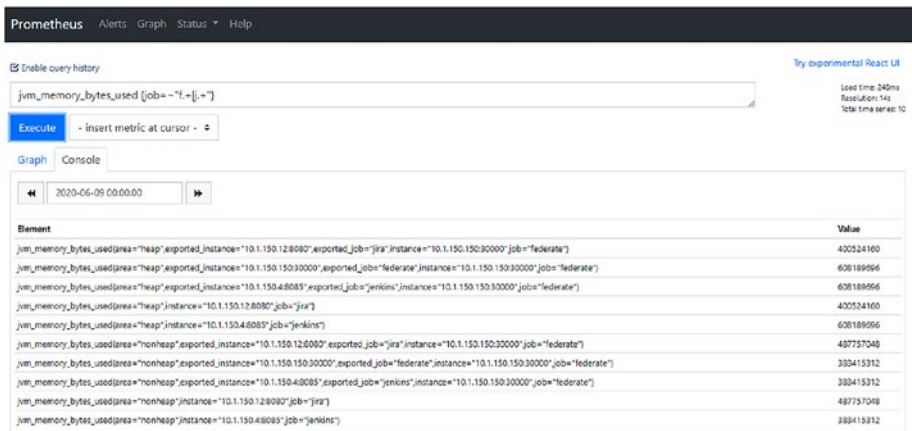 Prometheus Alerts Graph Status Help
Enable query history
Try experimental React UI
jvm_memory_bytes_used {job=~"f.+|j.+"}
Load time: 248ms
Resolution: 14s
Total time series: 10
Execute - insert metric at cursor -
Graph Console
2020-06-09 00:00:00
Element Value
jvm_memory_bytes_used{area="heap",exported_instance="10.1.150.12:8080",exported_job="jira",instance="10.1.150.150:30000",job="federate"} 400524160
jvm_memory_bytes_used{area="heap",exported_instance="10.1.150.150:30000",exported_job="federate",instance="10.1.150.150:30000",job="federate"} 608189696
jvm_memory_bytes_used{area="heap",exported_instance="10.1.150.4:8085",exported_job="jenkins",instance="10.1.150.150:30000",job="federate"} 608189696
jvm_memory_bytes_used{area="heap",instance="10.1.150.12:8080",job="jira"} 400524160
jvm_memory_bytes_used{area="heap",instance="10.1.150.4:8085",job="jenkins"} 608189696
jvm_memory_bytes_used{area="nonheap",exported_instance="10.1.150.12:8080",exported_job="jira",instance="10.1.150.150:30000",job="federate"} 487757048
jvm_memory_bytes_used{area="nonheap",exported_instance="10.1.150.150:30000",exported_job="federate",instance="10.1.150.150:30000",job="federate"} 383415312
jvm_memory_bytes_used{area="nonheap",exported_instance="10.1.150.4:8085",exported_job="jenkins",instance="10.1.150.150:30000",job="federate"} 383415312
jvm_memory_bytes_used{area="nonheap",instance="10.1.150.12:8080",job="jira"} 487757048
jvm_memory_bytes_used{area="nonheap",instance="10.1.150.4:8085",job="jenkins"} 383415312